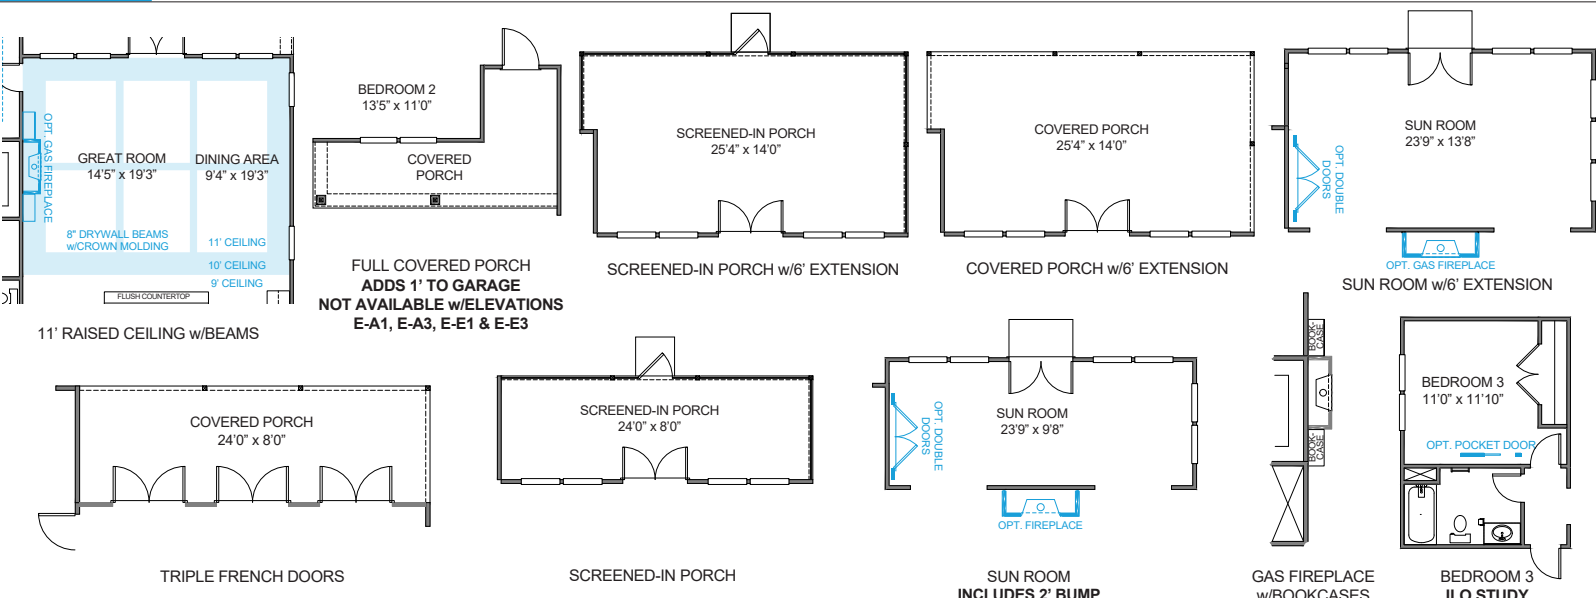 OPT. GAS FIREPLACE
GREAT ROOM
14'5" x 19'3"
DINING AREA
9'4" x 19'3"
8" DRYWALL BEAMS
w/CROWN MOLDING
11' CEILING
10' CEILING
9' CEILING
FLUSH COUNTERTOP
11' RAISED CEILING w/BEAMS
BEDROOM 2
13'5" x 11'0"
COVERED
PORCH
FULL COVERED PORCH
ADDS 1' TO GARAGE
NOT AVAILABLE w/ELEVATIONS
E-A1, E-A3, E-E1 & E-E3
SCREENED-IN PORCH
25'4" x 14'0"
SCREENED-IN PORCH w/6' EXTENSION
COVERED PORCH
25'4" x 14'0"
COVERED PORCH w/6' EXTENSION
SUN ROOM
23'9" x 13'8"
OPT. DOUBLE
DOORS
OPT. GAS FIREPLACE
SUN ROOM w/6' EXTENSION
COVERED PORCH
24'0" x 8'0"
TRIPLE FRENCH DOORS
SCREENED-IN PORCH
24'0" x 8'0"
SCREENED-IN PORCH
SUN ROOM
23'9" x 9'8"
OPT. DOUBLE
DOORS
OPT. FIREPLACE
SUN ROOM
INCLUDES 2' BUMP
BOOK-
CASE
BOOK-
CASE
GAS FIREPLACE
w/BOOKCASES
BEDROOM 3
11'0" x 11'10"
OPT. POCKET DOOR
BEDROOM 3
ILO STUDY